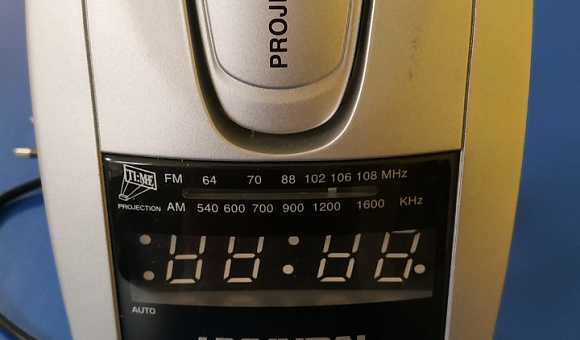 PROJE
TI:ME
FM 64 70 88 102 106 108 MHz
PROJECTION
AM 540 600 700 900 1200 1600 KHz
AUTO